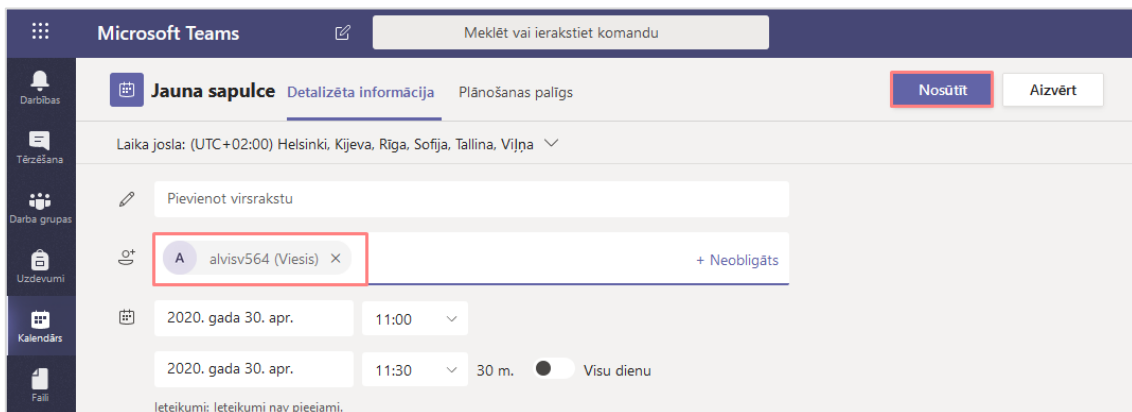 Microsoft Teams
Meklēt vai ierakstiet komandu
Darbības
Tērzēšana
Darba grupas
Uzdevumi
Kalendārs
Faili
Jauna sapulce Detalizēta informācija Plānošanas palīgs Nosūtīt Aizvērt
Laika josla: (UTC+02:00) Helsinki, Kijeva, Rīga, Sofija, Tallina, Viļņa
Pievienot virsrakstu
A alvisv564 (Viesis) × + Neobligāts
2020. gada 30. apr. 11:00
2020. gada 30. apr. 11:30 30 m. Visu dienu
Ieteikumi: Ieteikumi nav pieejami.